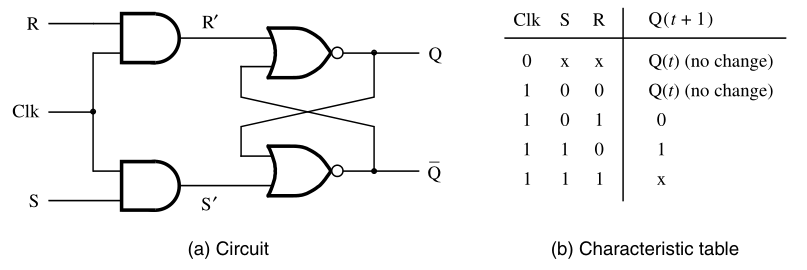 R
R′
Q
Clk
S
S′
Q̄
(a) Circuit
Clk S R Q(t + 1)
0 x x Q(t) (no change)
1 0 0 Q(t) (no change)
1 0 1 0
1 1 0 1
1 1 1 x
(b) Characteristic table